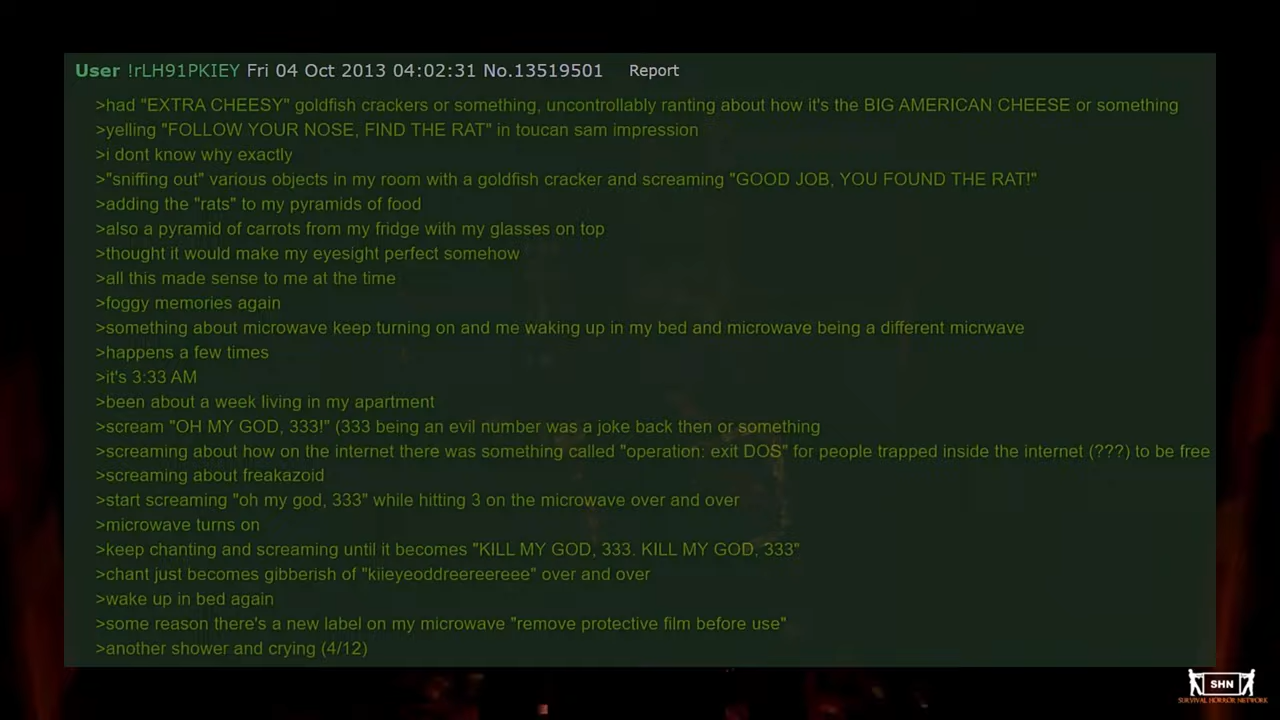 User !rLH91PKIEY Fri 04 Oct 2013 04:02:31 No.13519501 Report
>had "EXTRA CHEESY" goldfish crackers or something, uncontrollably ranting about how it's the BIG AMERICAN CHEESE or something
>yelling "FOLLOW YOUR NOSE, FIND THE RAT" in toucan sam impression
>i dont know why exactly
>"sniffing out" various objects in my room with a goldfish cracker and screaming "GOOD JOB, YOU FOUND THE RAT!"
>adding the "rats" to my pyramids of food
>also a pyramid of carrots from my fridge with my glasses on top
>thought it would make my eyesight perfect somehow
>all this made sense to me at the time
>foggy memories again
>something about microwave keep turning on and me waking up in my bed and microwave being a different micrwave
>happens a few times
>it's 3:33 AM
>been about a week living in my apartment
>scream "OH MY GOD, 333!" (333 being an evil number was a joke back then or something
>screaming about how on the internet there was something called "operation: exit DOS" for people trapped inside the internet (???) to be free
>screaming about freakazoid
>start screaming "oh my god, 333" while hitting 3 on the microwave over and over
>microwave turns on
>keep chanting and screaming until it becomes "KILL MY GOD, 333. KILL MY GOD, 333"
>chant just becomes gibberish of "kiieyeoddreereereee" over and over
>wake up in bed again
>some reason there's a new label on my microwave "remove protective film before use"
>another shower and crying (4/12)
SHN
SURVIVAL HORROR NETWORK